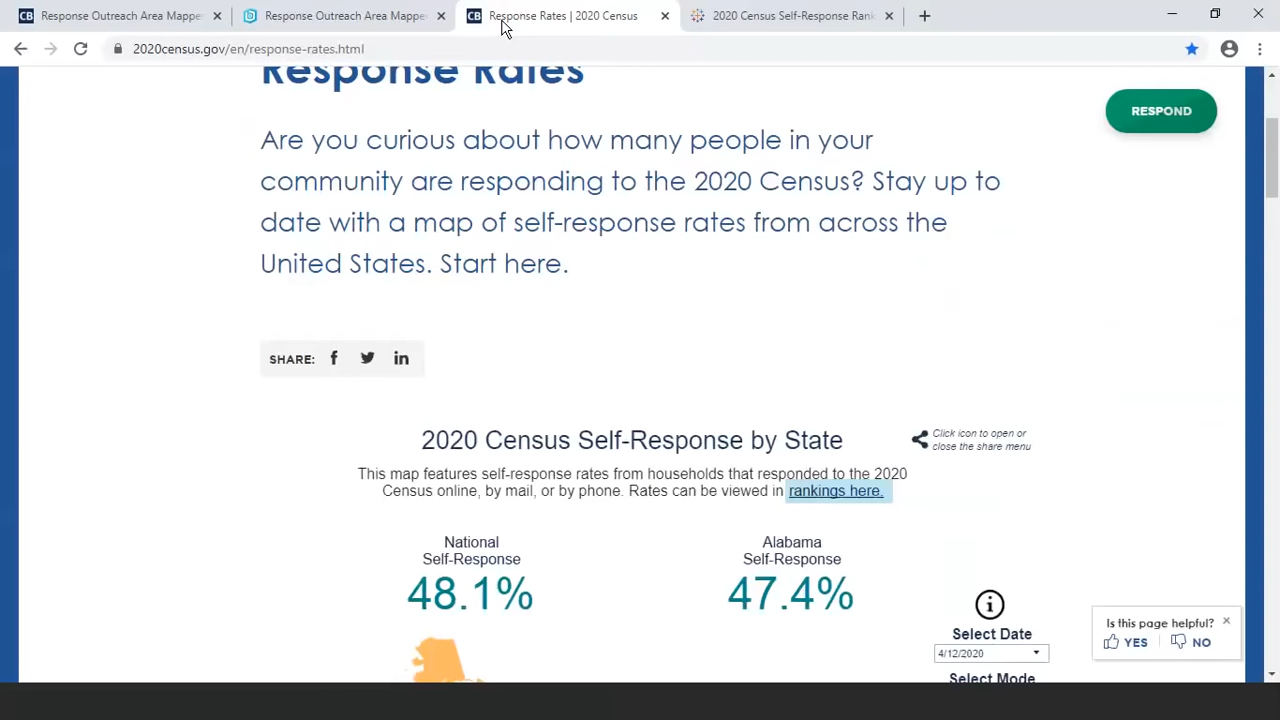 CB Response Outreach Area Mapper × Response Outreach Area Mapper × CB Response Rates | 2020 Census × 2020 Census Self-Response Rank × +
2020census.gov/en/response-rates.html
Response Rates
RESPOND
Are you curious about how many people in your
community are responding to the 2020 Census? Stay up to
date with a map of self-response rates from across the
United States. Start here.
SHARE:
2020 Census Self-Response by State
Click icon to open or
close the share menu
This map features self-response rates from households that responded to the 2020
Census online, by mail, or by phone. Rates can be viewed in rankings here.
National
Self-Response
48.1%
Alabama
Self-Response
47.4%
Select Date
4/12/2020
Select Mode
Is this page helpful? ×
YES | NO